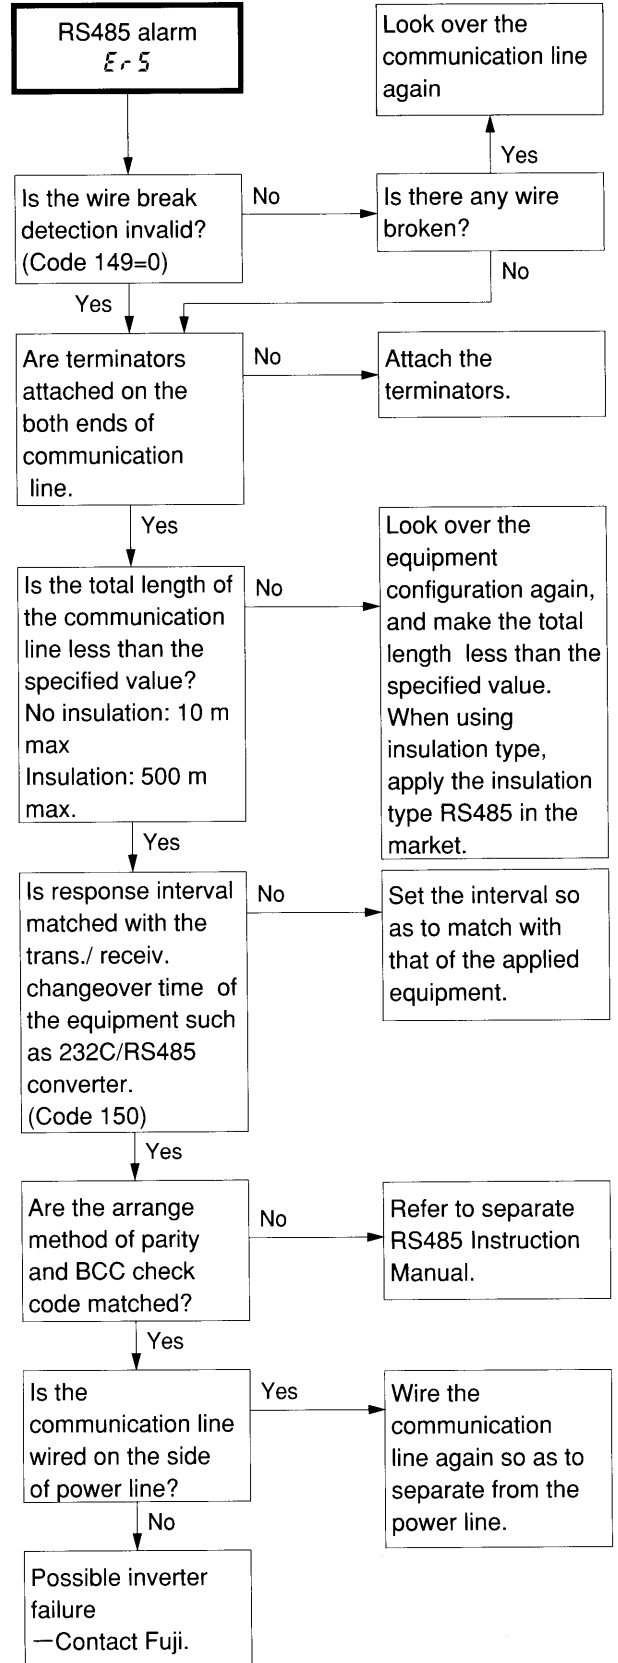 RS485 alarm
Er5
Look over the
communication line
again
Yes
Is the wire break
detection invalid?
(Code 149=0)
No
Is there any wire
broken?
No
Yes
Are terminators
attached on the
both ends of
communication
line.
No
Attach the
terminators.
Yes
Is the total length of
the communication
line less than the
specified value?
No insulation: 10 m
max
Insulation: 500 m
max.
No
Look over the
equipment
configuration again,
and make the total
length less than the
specified value.
When using
insulation type,
apply the insulation
type RS485 in the
market.
Yes
Is response interval
matched with the
trans./ receiv.
changeover time of
the equipment such
as 232C/RS485
converter.
(Code 150)
No
Set the interval so
as to match with
that of the applied
equipment.
Yes
Are the arrange
method of parity
and BCC check
code matched?
No
Refer to separate
RS485 Instruction
Manual.
Yes
Is the
communication line
wired on the side
of power line?
Yes
Wire the
communication
line again so as to
separate from the
power line.
No
Possible inverter
failure
—Contact Fuji.